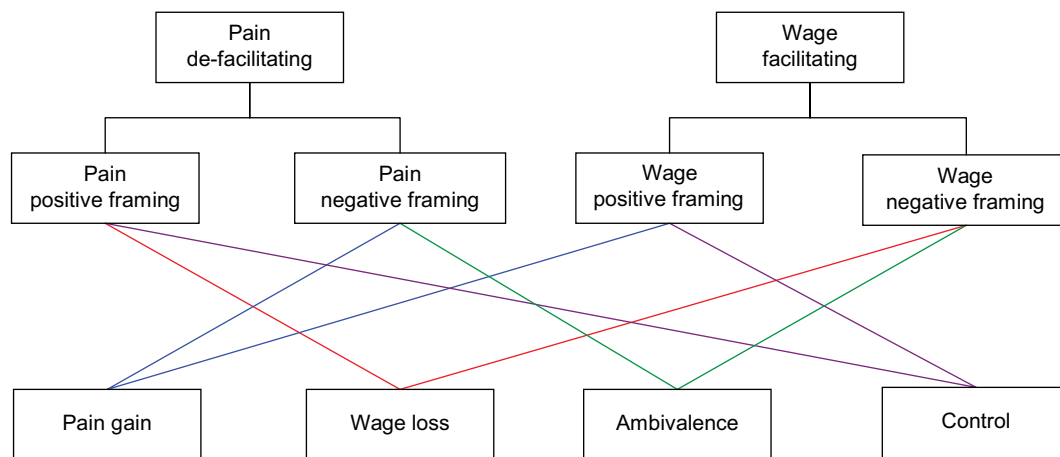 Pain
de-facilitating
Wage
facilitating
Pain
positive framing
Pain
negative framing
Wage
positive framing
Wage
negative framing
Pain gain
Wage loss
Ambivalence
Control